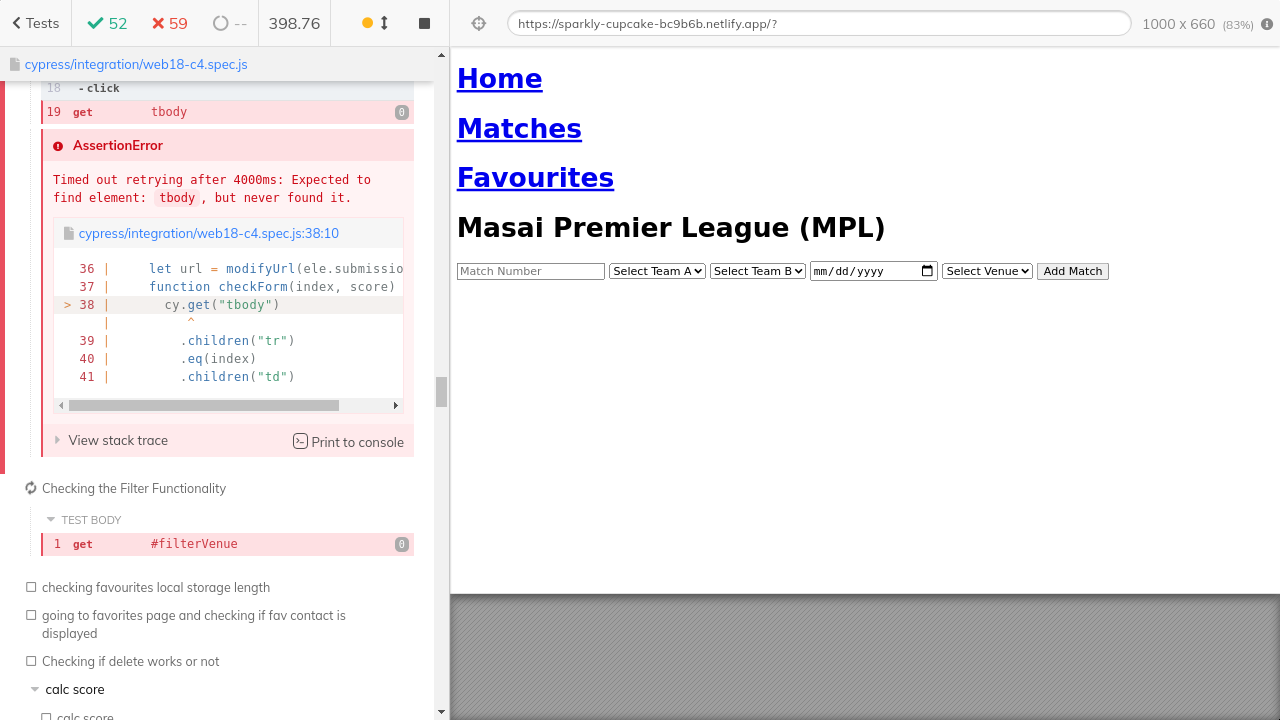 Tests 52 59 -- 398.76
https://sparkly-cupcake-bc9b6b.netlify.app/? 1000 x 660 (83%)
cypress/integration/web18-c4.spec.js
18 - click
19 get tbody 0
AssertionError
Timed out retrying after 4000ms: Expected to
find element: tbody, but never found it.
cypress/integration/web18-c4.spec.js:38:10
36 | let url = modifyUrl(ele.submissio
37 | function checkForm(index, score)
> 38 | cy.get("tbody")
| ^
39 | .children("tr")
40 | .eq(index)
41 | .children("td")
View stack trace Print to console
Checking the Filter Functionality
TEST BODY
1 get #filterVenue 0
checking favourites local storage length
going to favorites page and checking if fav contact is
displayed
Checking if delete works or not
calc score
calc score
Home
Matches
Favourites
Masai Premier League (MPL)
Match Number Select Team A Select Team B mm/dd/yyyy Select Venue Add Match